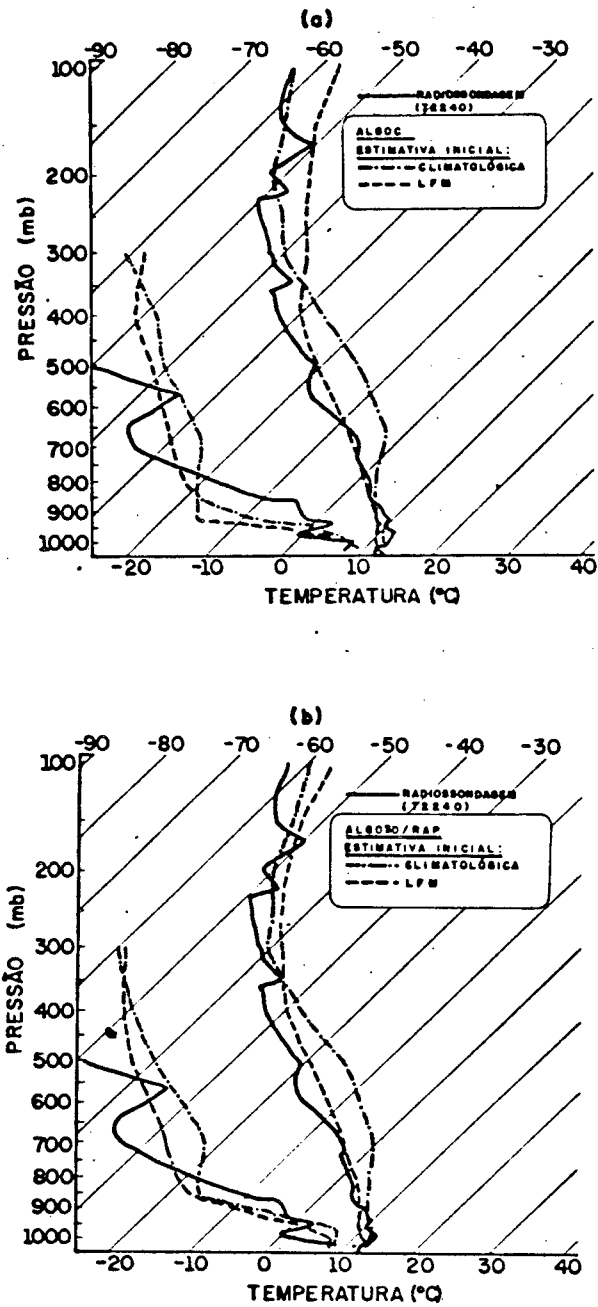 (a)
-90 -80 -70 -60 -50 -40 -30
100
200
300
400
500
600
700
800
900
1000
PRESSÃO (mb)
RADIOSSONDAGEM
(72240)
ALGOC
ESTIMATIVA INICIAL:
CLIMATOLÓGICA
LFM
-20 -10 0 10 20 30 40
TEMPERATURA (°C)
(b)
-90 -80 -70 -60 -50 -40 -30
100
200
300
400
500
600
700
800
900
1000
PRESSÃO (mb)
RADIOSSONDAGEM
(72240)
ESTIMATIVA INICIAL:
CLIMATOLÓGICA
LFM
-20 -10 0 10 20 30 40
TEMPERATURA (°C)